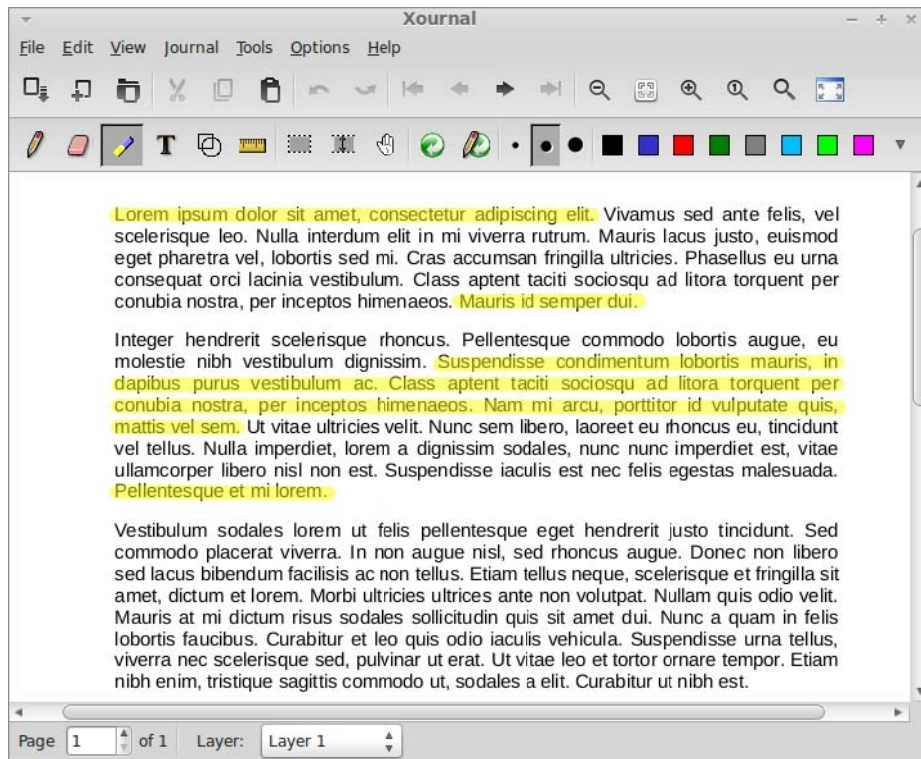 Xournal
File Edit View Journal Tools Options Help
T
Lorem ipsum dolor sit amet, consectetur adipiscing elit. Vivamus sed ante felis, vel
scelerisque leo. Nulla interdum elit in mi viverra rutrum. Mauris lacus justo, euismod
eget pharetra vel, lobortis sed mi. Cras accumsan fringilla ultricies. Phasellus eu urna
consequat orci lacinia vestibulum. Class aptent taciti sociosqu ad litora torquent per
conubia nostra, per inceptos himenaeos. Mauris id semper dui.
Integer hendrerit scelerisque rhoncus. Pellentesque commodo lobortis augue, eu
molestie nibh vestibulum dignissim. Suspendisse condimentum lobortis mauris, in
dapibus purus vestibulum ac. Class aptent taciti sociosqu ad litora torquent per
conubia nostra, per inceptos himenaeos. Nam mi arcu, porttitor id vulputate quis,
mattis vel sem. Ut vitae ultricies velit. Nunc sem libero, laoreet eu rhoncus eu, tincidunt
vel tellus. Nulla imperdiet, lorem a dignissim sodales, nunc nunc imperdiet est, vitae
ullamcorper libero nisl non est. Suspendisse iaculis est nec felis egestas malesuada.
Pellentesque et mi lorem.
Vestibulum sodales lorem ut felis pellentesque eget hendrerit justo tincidunt. Sed
commodo placerat viverra. In non augue nisl, sed rhoncus augue. Donec non libero
sed lacus bibendum facilisis ac non tellus. Etiam tellus neque, scelerisque et fringilla sit
amet, dictum et lorem. Morbi ultricies ultrices ante non volutpat. Nullam quis odio velit.
Mauris at mi dictum risus sodales sollicitudin quis sit amet dui. Nunc a quam in felis
lobortis faucibus. Curabitur et leo quis odio iaculis vehicula. Suspendisse urna tellus,
viverra nec scelerisque sed, pulvinar ut erat. Ut vitae leo et tortor ornare tempor. Etiam
nibh enim, tristique sagittis commodo ut, sodales a elit. Curabitur ut nibh est.
Page 1 of 1 Layer: Layer 1